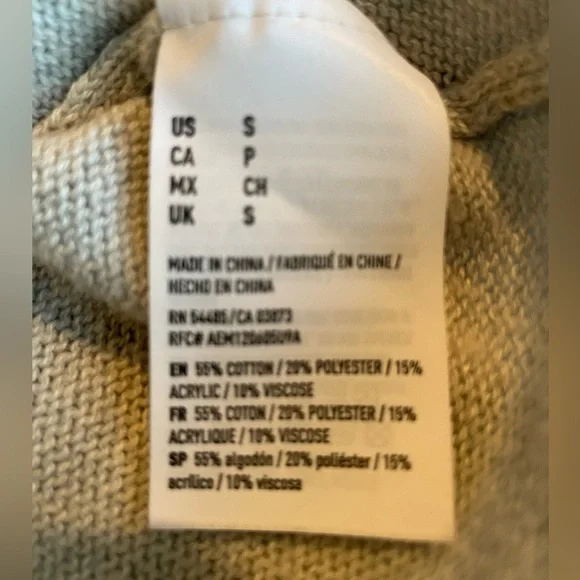 US S
CA P
MX CH
UK S
MADE IN CHINA / FABRIQUÉ EN CHINE /
HECHO EN CHINA
RN 54485/CA 03073
RFC#
EN 55% COTTON / 20% POLYESTER / 15%
ACRYLIC / 10% VISCOSE
FR 55% COTON / 20% POLYESTER / 15%
ACRYLIQUE / 10% VISCOSE
SP 55% algodón / 20% poliéster / 15%
acrílico / 10% viscosa